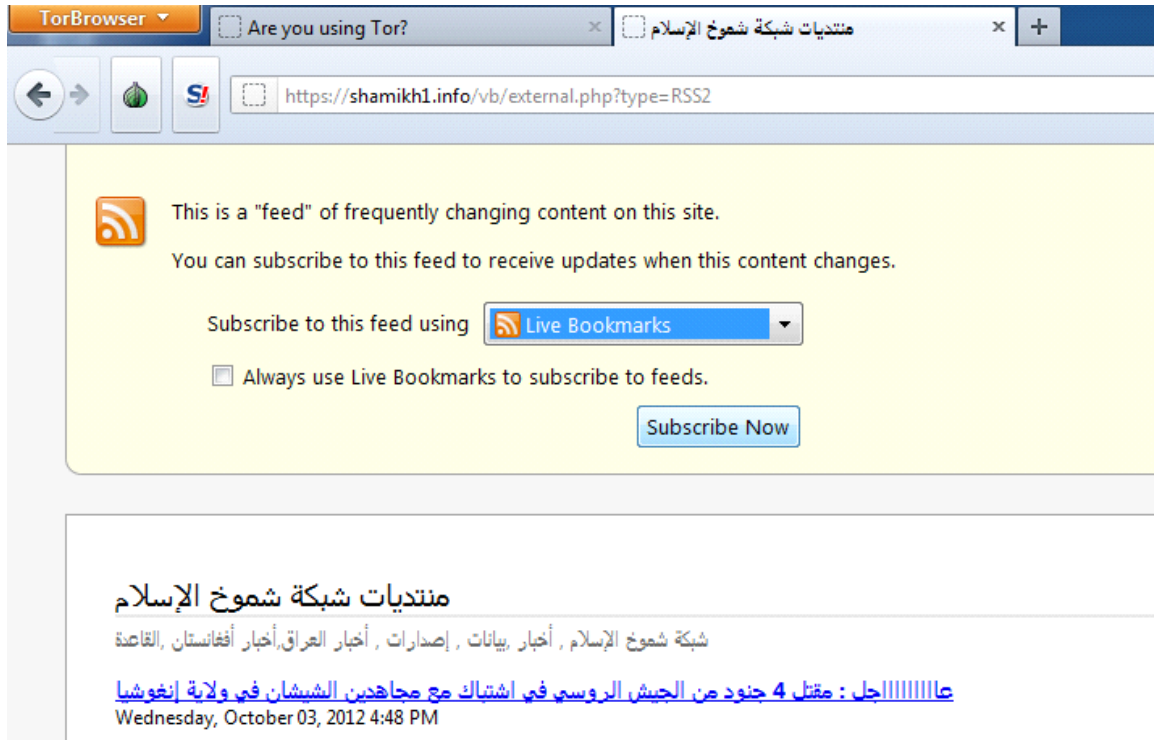 TorBrowser
Are you using Tor?
منتديات شبكة شموخ الإسلام
https://shamikh1.info/vb/external.php?type=RSS2
This is a "feed" of frequently changing content on this site.
You can subscribe to this feed to receive updates when this content changes.
Subscribe to this feed using Live Bookmarks
Always use Live Bookmarks to subscribe to feeds.
Subscribe Now
منتديات شبكة شموخ الإسلام
شبكة شموخ الإسلام , أخبار ,بيانات , إصدارات , أخبار العراق,أخبار أفغانستان ,القاعدة
عاااااااااجل : مقتل 4 جنود من الجيش الروسي في اشتباك مع مجاهدين الشيشان في ولاية إنغوشيا
Wednesday, October 03, 2012 4:48 PM